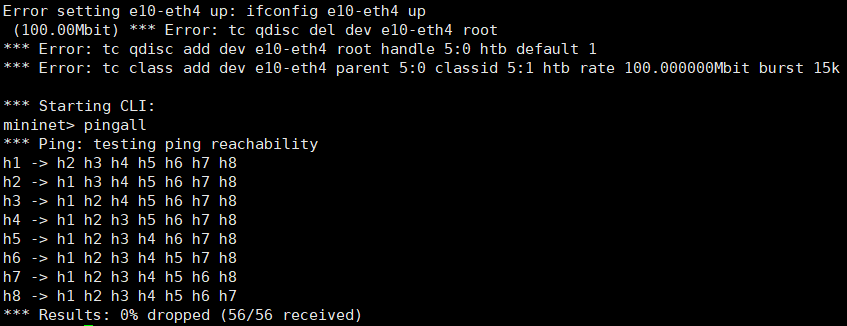 Error setting e10-eth4 up: ifconfig e10-eth4 up
(100.00Mbit) *** Error: tc qdisc del dev e10-eth4 root
*** Error: tc qdisc add dev e10-eth4 root handle 5:0 htb default 1
*** Error: tc class add dev e10-eth4 parent 5:0 classid 5:1 htb rate 100.000000Mbit burst 15k
*** Starting CLI:
mininet> pingall
*** Ping: testing ping reachability
h1 -> h2 h3 h4 h5 h6 h7 h8
h2 -> h1 h3 h4 h5 h6 h7 h8
h3 -> h1 h2 h4 h5 h6 h7 h8
h4 -> h1 h2 h3 h5 h6 h7 h8
h5 -> h1 h2 h3 h4 h6 h7 h8
h6 -> h1 h2 h3 h4 h5 h7 h8
h7 -> h1 h2 h3 h4 h5 h6 h8
h8 -> h1 h2 h3 h4 h5 h6 h7
*** Results: 0% dropped (56/56 received)